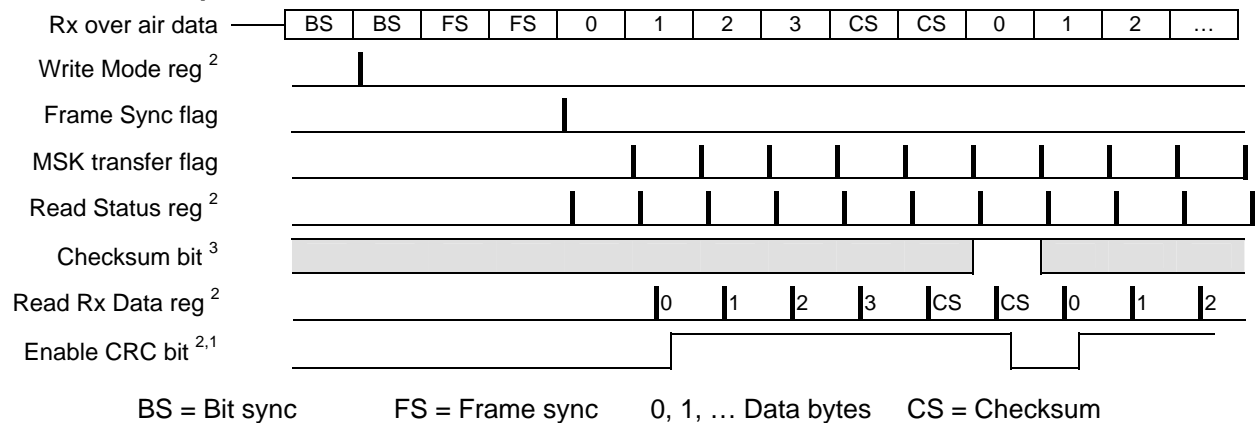 Rx over air data BS BS FS FS 0 1 2 3 CS CS 0 1 2 …
Write Mode reg 2
Frame Sync flag
MSK transfer flag
Read Status reg 2
Checksum bit 3
Read Rx Data reg 2 0 1 2 3 CS CS 0 1 2
Enable CRC bit 2,1
BS = Bit sync FS = Frame sync 0, 1, … Data bytes CS = Checksum